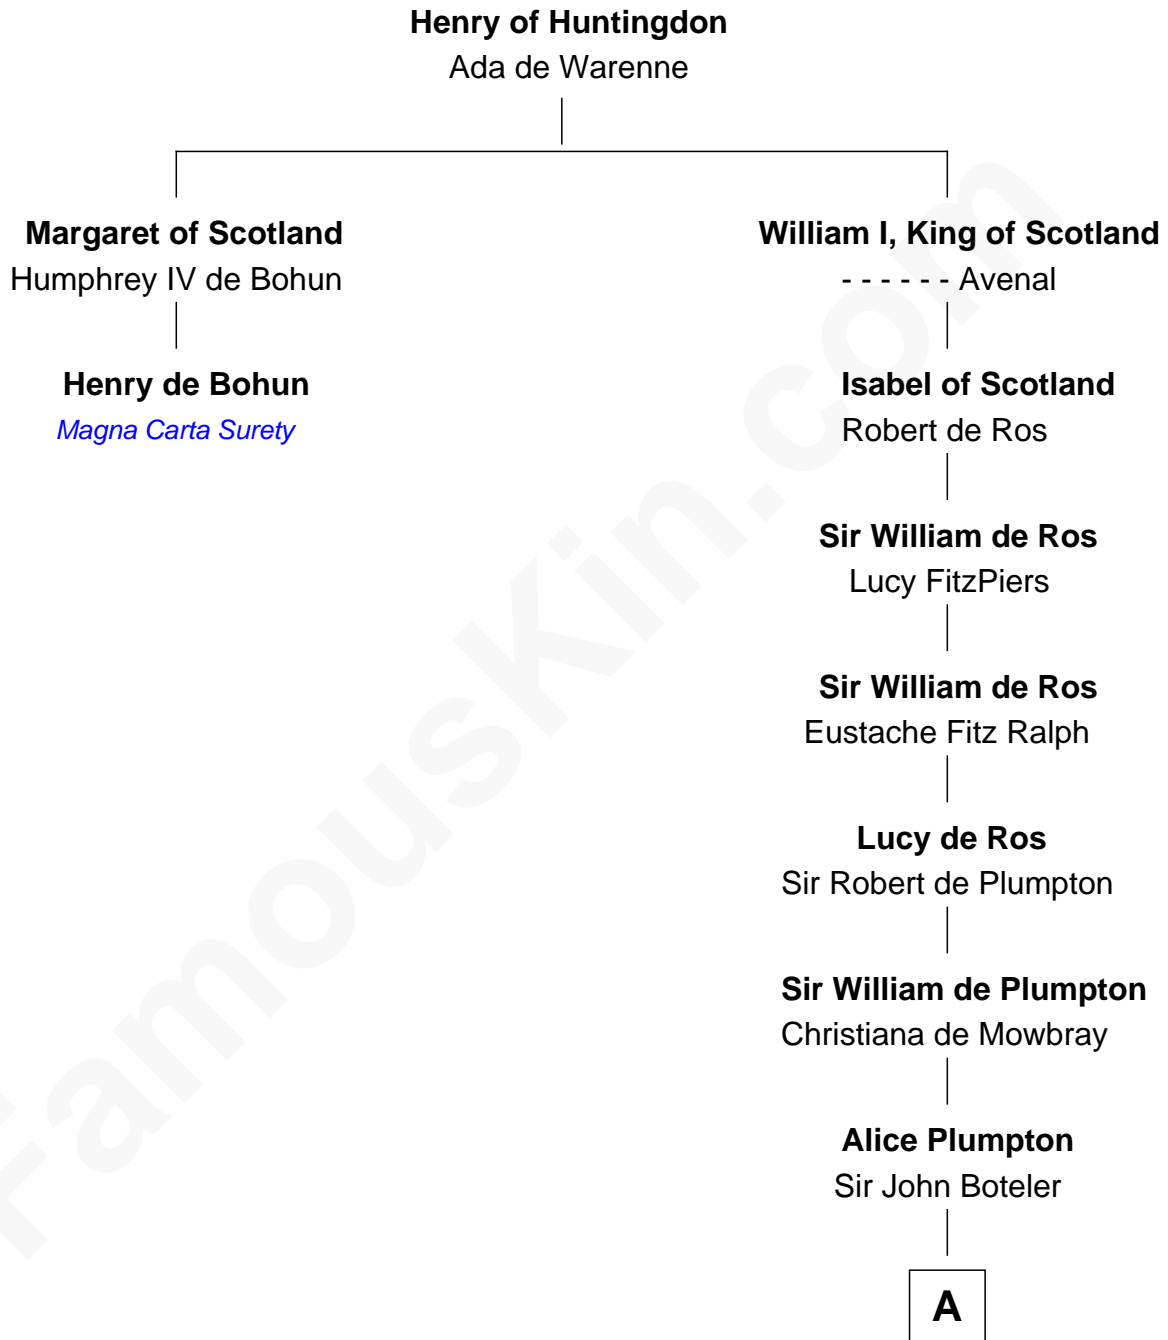 Henry of Huntingdon
Ada de Warenne
Margaret of Scotland
Humphrey IV de Bohun
William I, King of Scotland
- - - - - - Avenal
Henry de Bohun
Magna Carta Surety
Isabel of Scotland
Robert de Ros
Sir William de Ros
Lucy FitzPiers
Sir William de Ros
Eustache Fitz Ralph
Lucy de Ros
Sir Robert de Plumpton
Sir William de Plumpton
Christiana de Mowbray
Alice Plumpton
Sir John Boteler
A
FamousKin.com